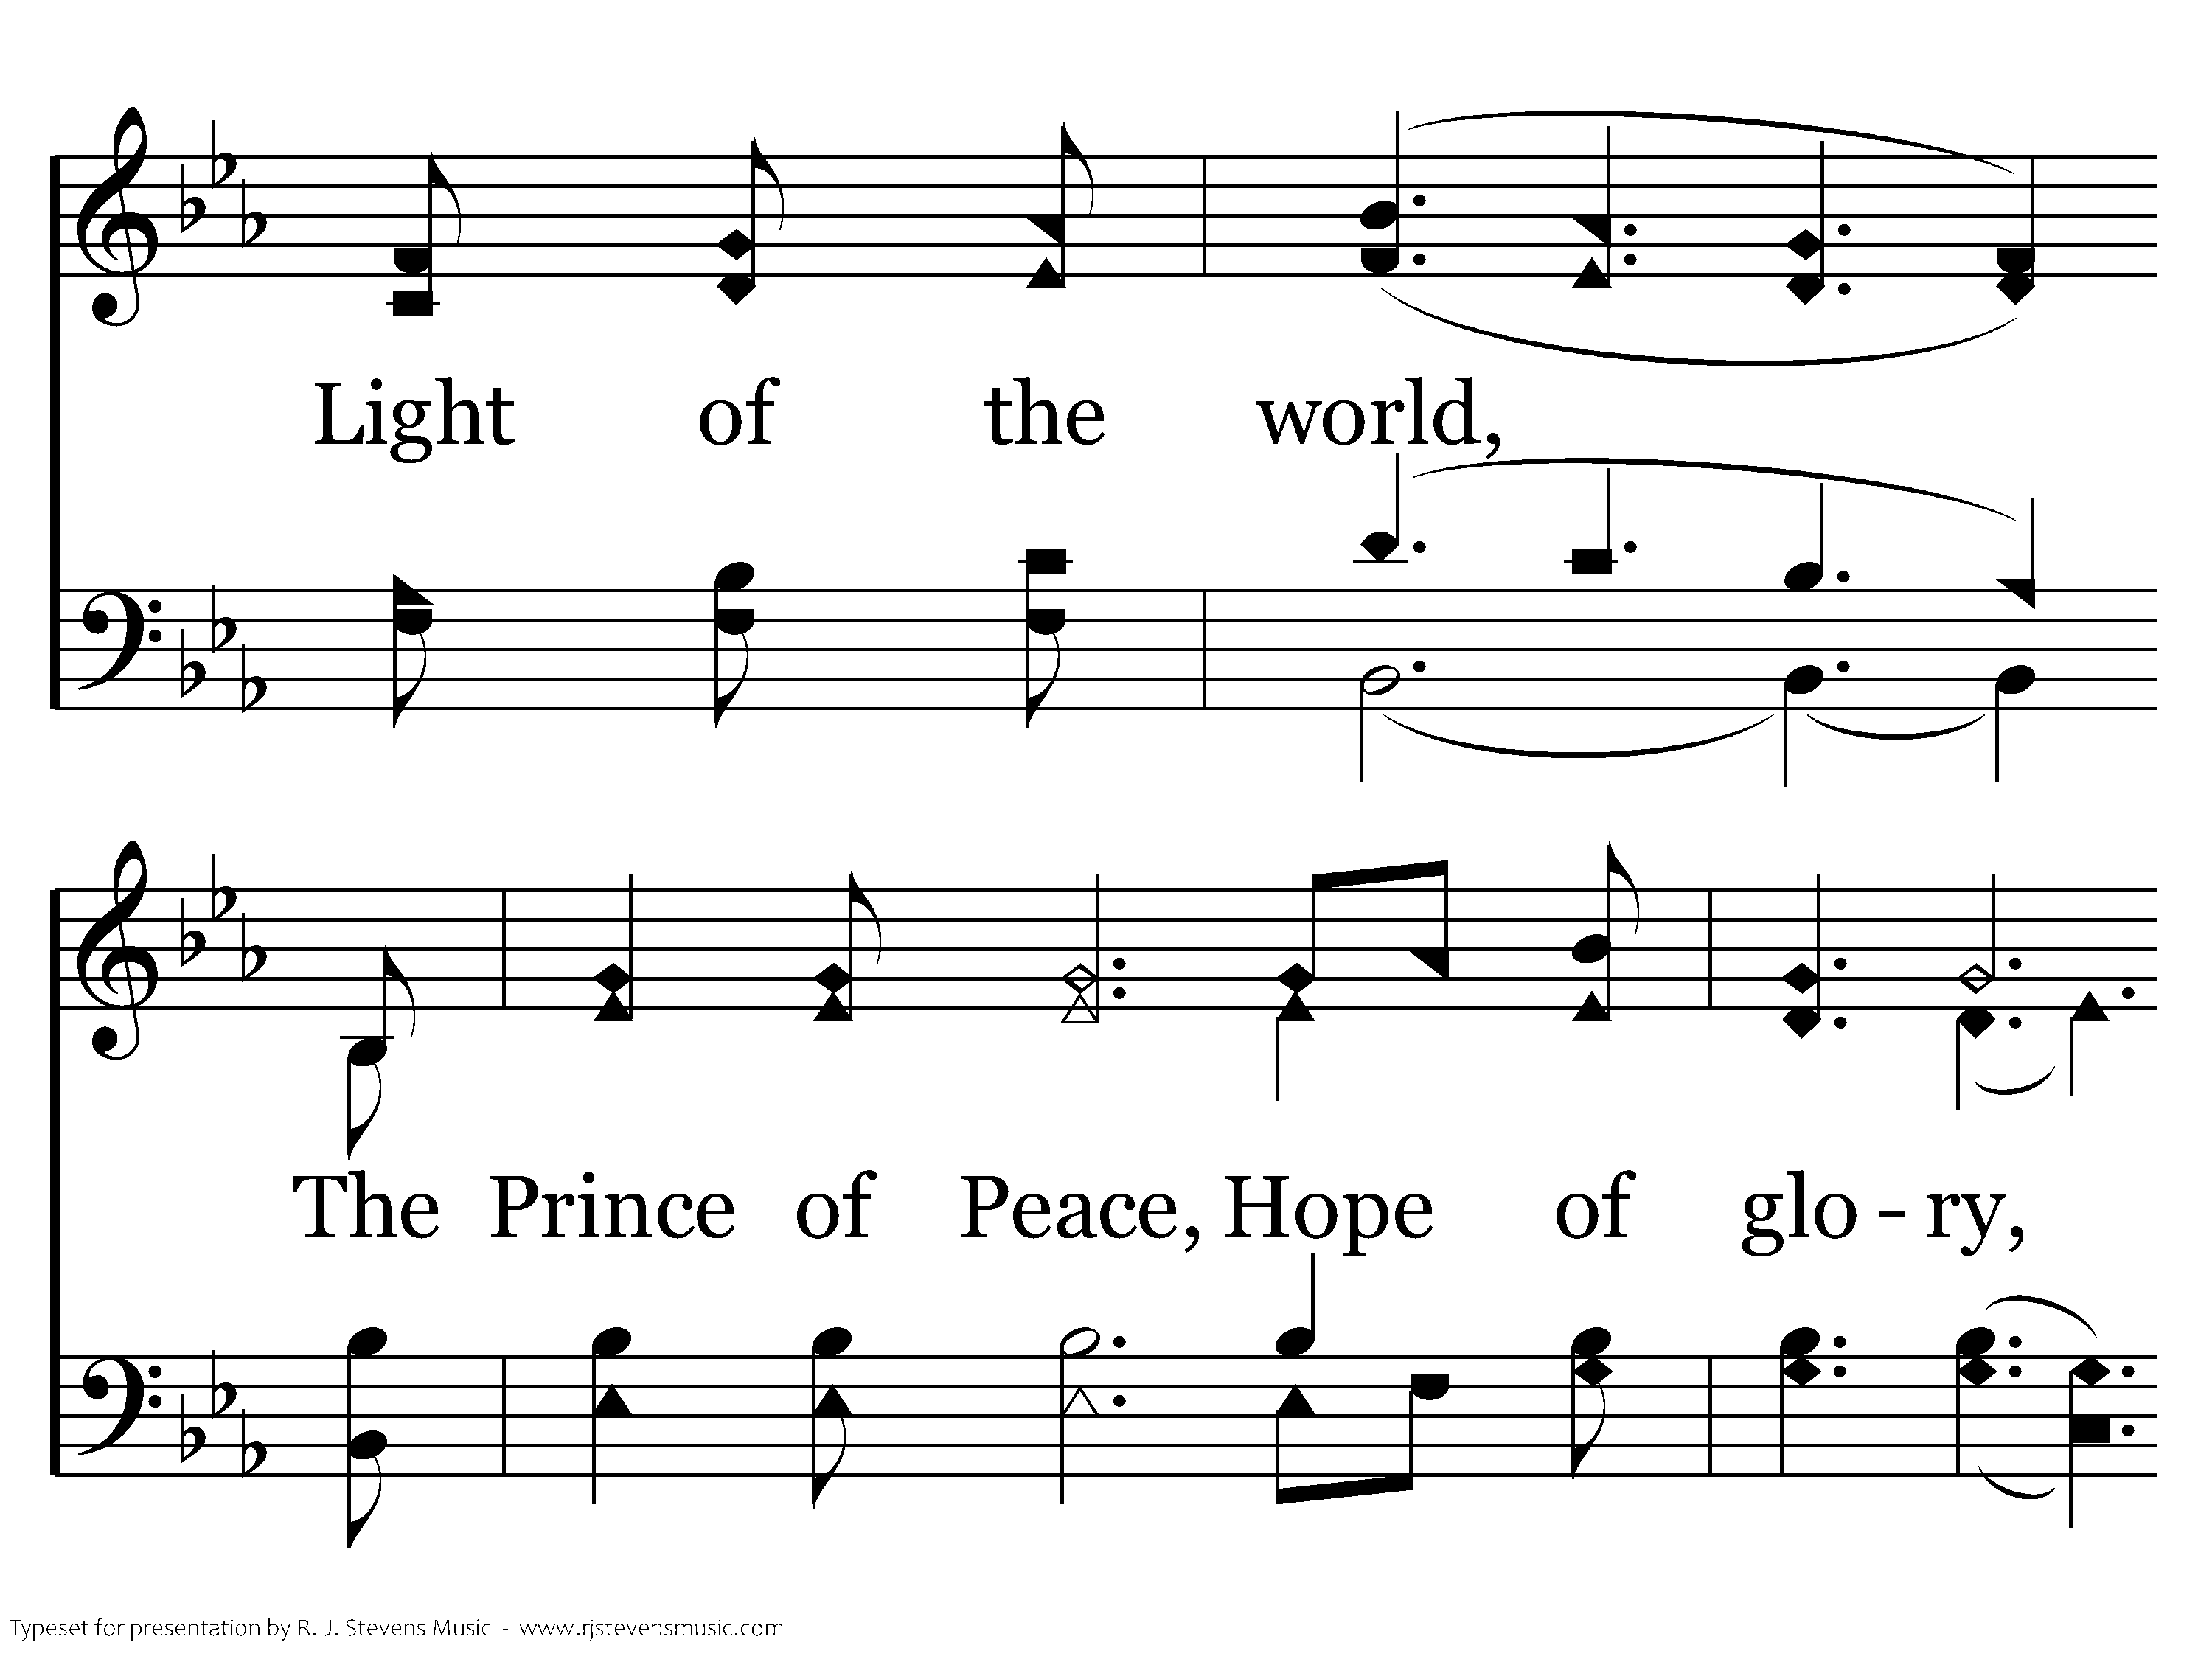 Light of the world,
The Prince of Peace, Hope of glo - ry,
Typeset for presentation by R. J. Stevens Music - www.rjstevensmusic.com